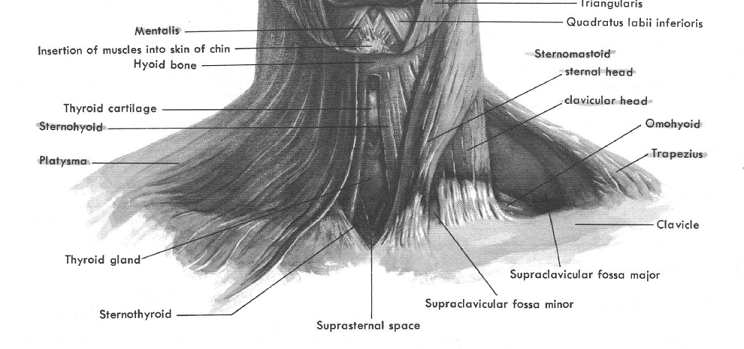 Triangularis
Mentalis
Quadratus labii inferioris
Insertion of muscles into skin of chin
Hyoid bone
Sternomastoid
sternal head
Thyroid cartilage
clavicular head
Sternohyoid
Omohyoid
Platysma
Trapezius
Clavicle
Thyroid gland
Supraclavicular fossa major
Supraclavicular fossa minor
Sternothyroid
Suprasternal space